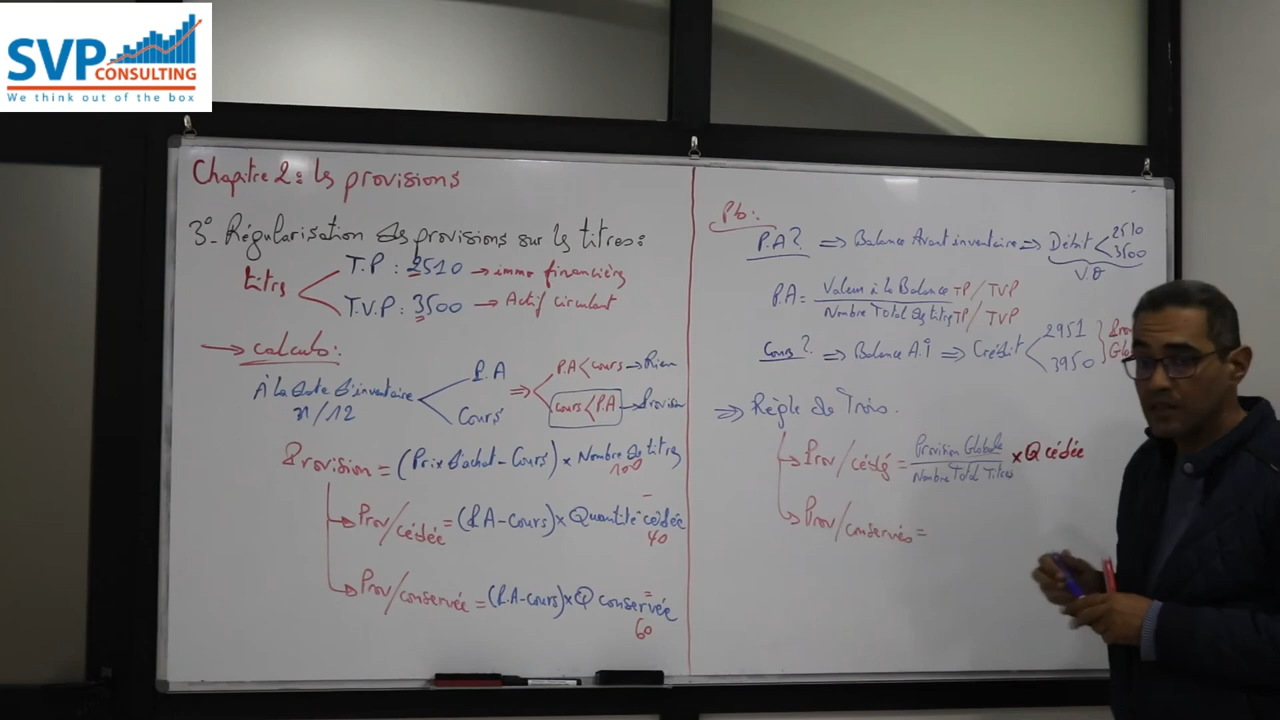 SVP
CONSULTING
We think out of the box
Chapitre 2: les provisions
3°- Régularisation des provisions sur les titres:
titres
T.P : 2510 → immo financières
T.V.P : 3500 → Actif circulant
→ calculs:
À la date d'inventaire
31/12
P.A
Cours
⇒
P.A < cours → Rien
cours < P.A → Provision
Provision = (Prix d'achat - Cours) × Nombre de titres
100
Prov/cédée = (P.A - Cours) × Quantité cédée
40
Prov/conservée = (P.A - cours) × Q conservée
60
Pb:
P.A? ⇒ Balance Avant inventaire ⇒ Débit < 2510
3500
P.A = Valeur à la Balance TP / TVP
Nombre Total des titres TP / TVP
Cours? ⇒ Balance A.I ⇒ Crédit < 2951
3950
⇒ Règle de Trois.
Prov/cédés = Provision Globale × Q cédée
Nombre Total Titres
Prov/conservés =